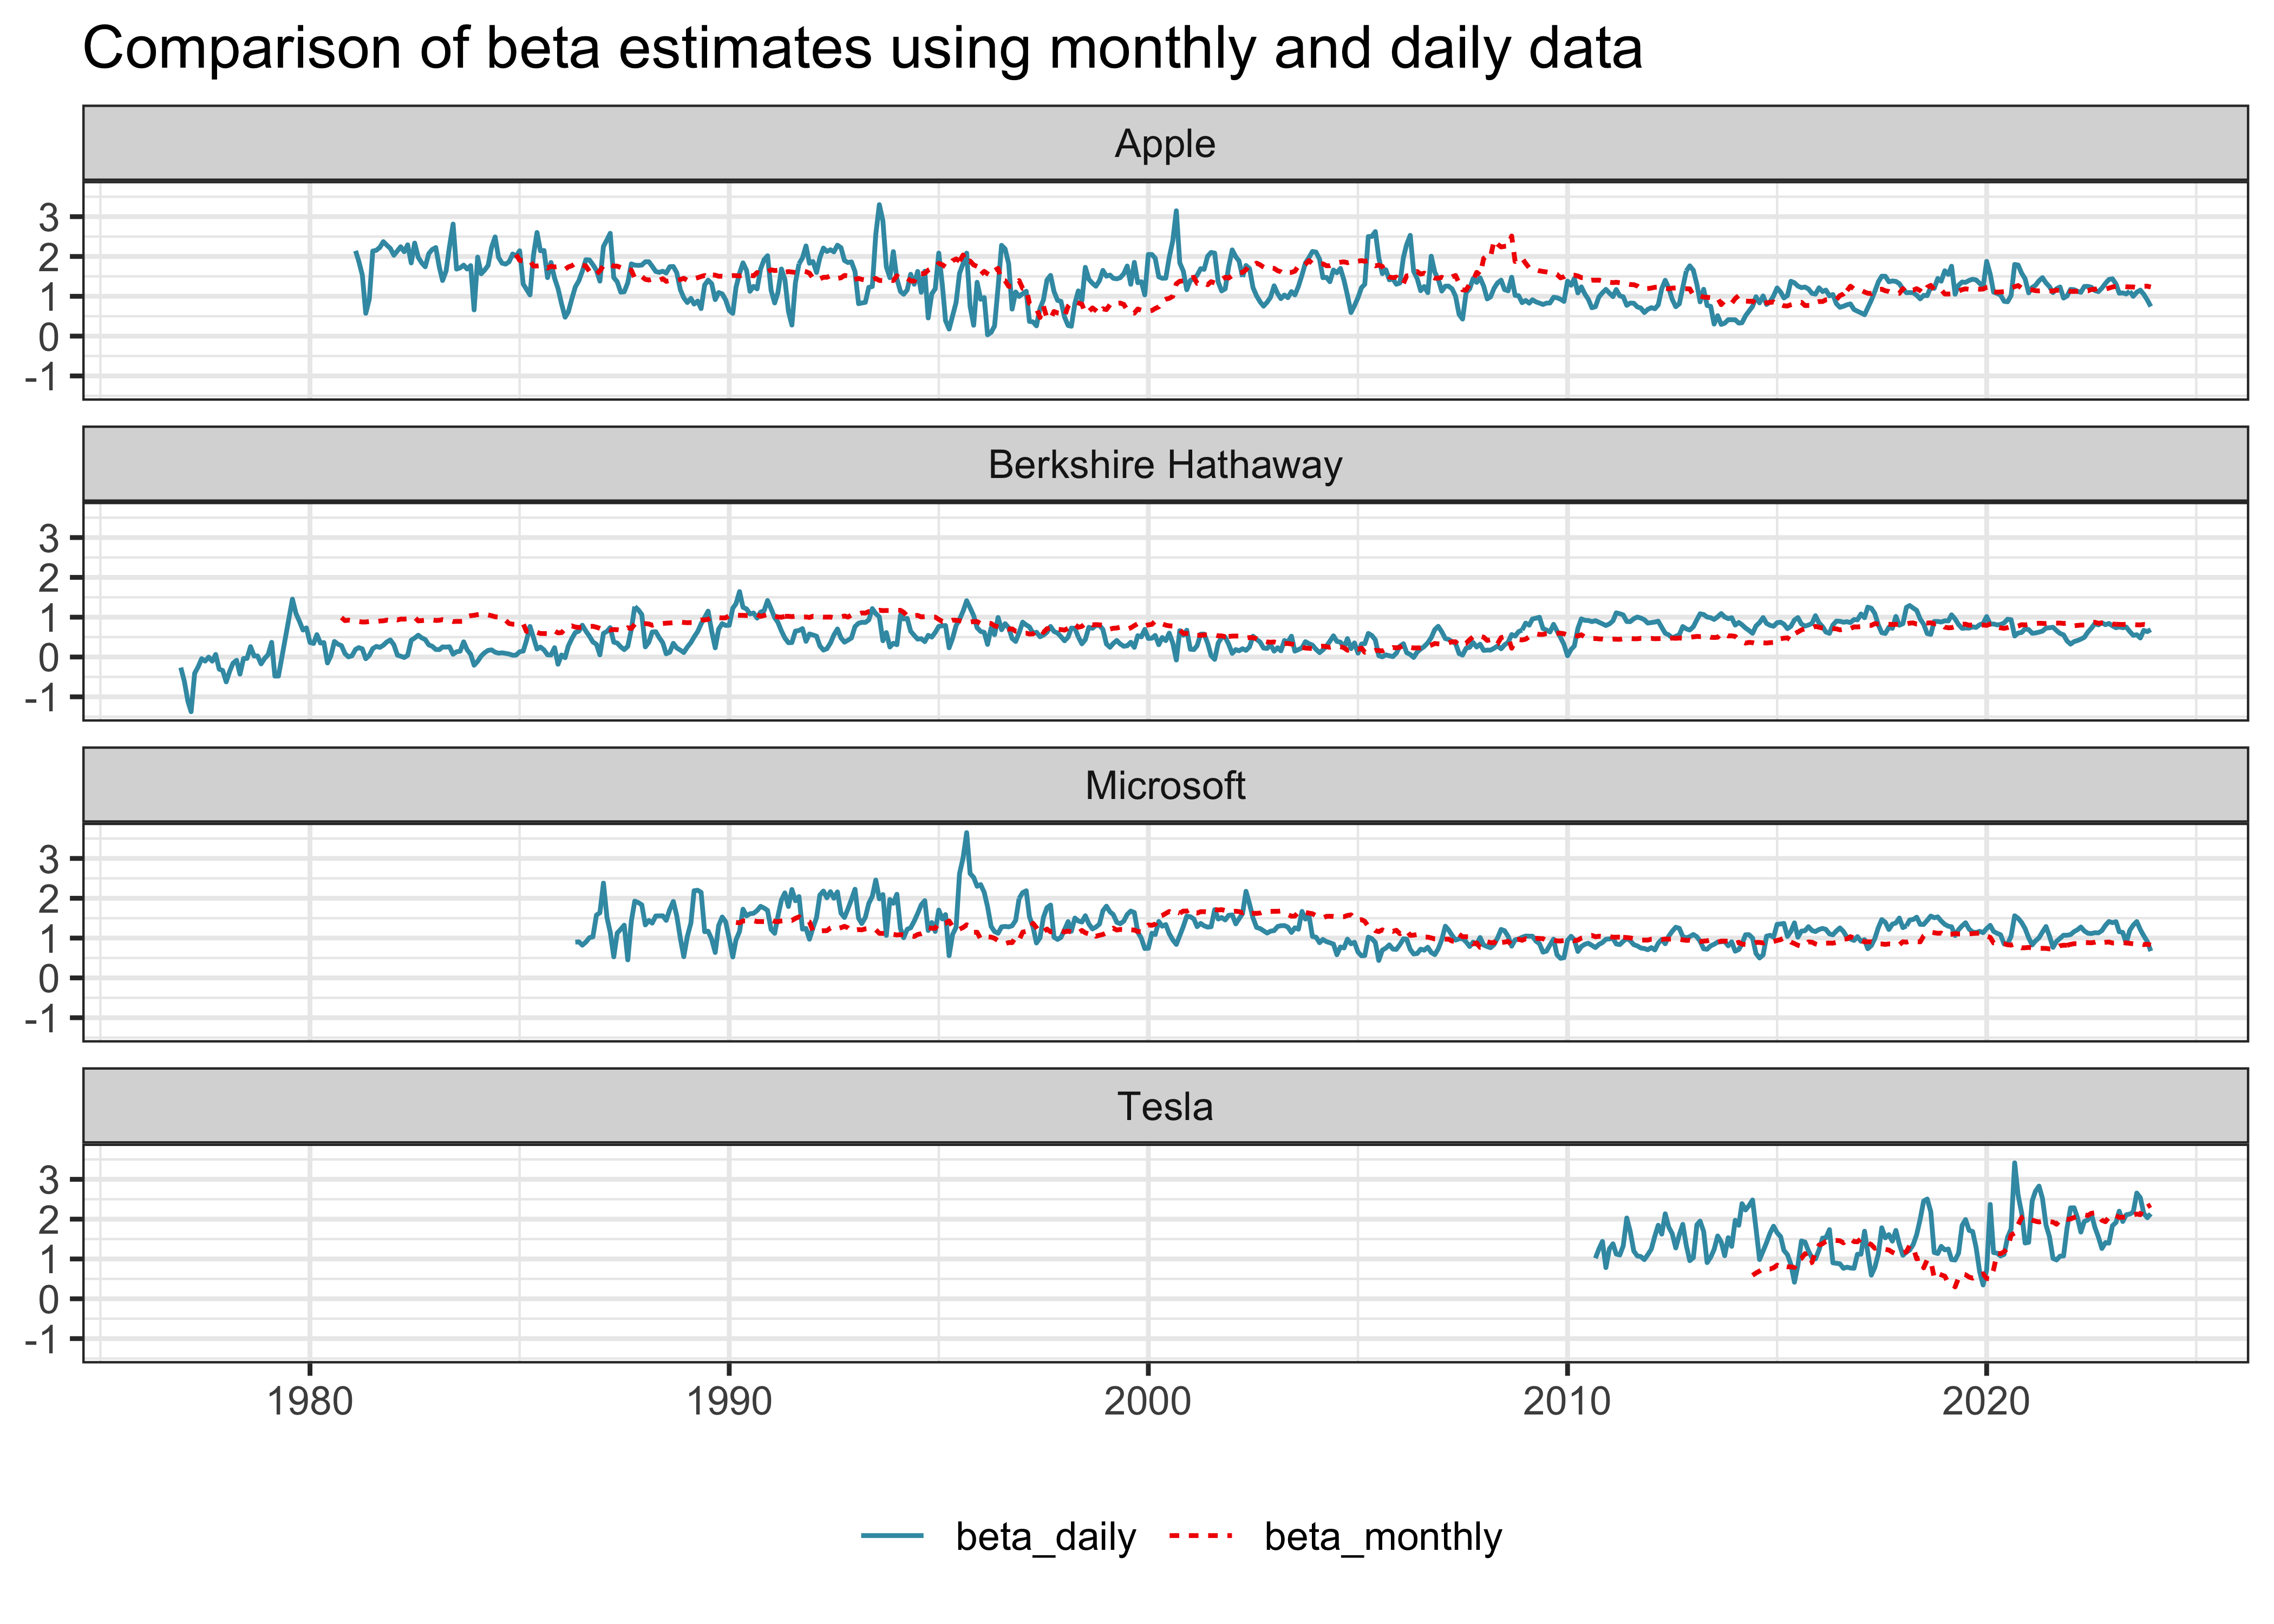 Comparison of beta estimates using monthly and daily data
Apple
3
2
1
0
-1
Berkshire Hathaway
3
2
1
0
-1
Microsoft
3
2
1
0
-1
Tesla
3
2
1
0
-1
1980 1990 2000 2010 2020
beta_daily beta_monthly